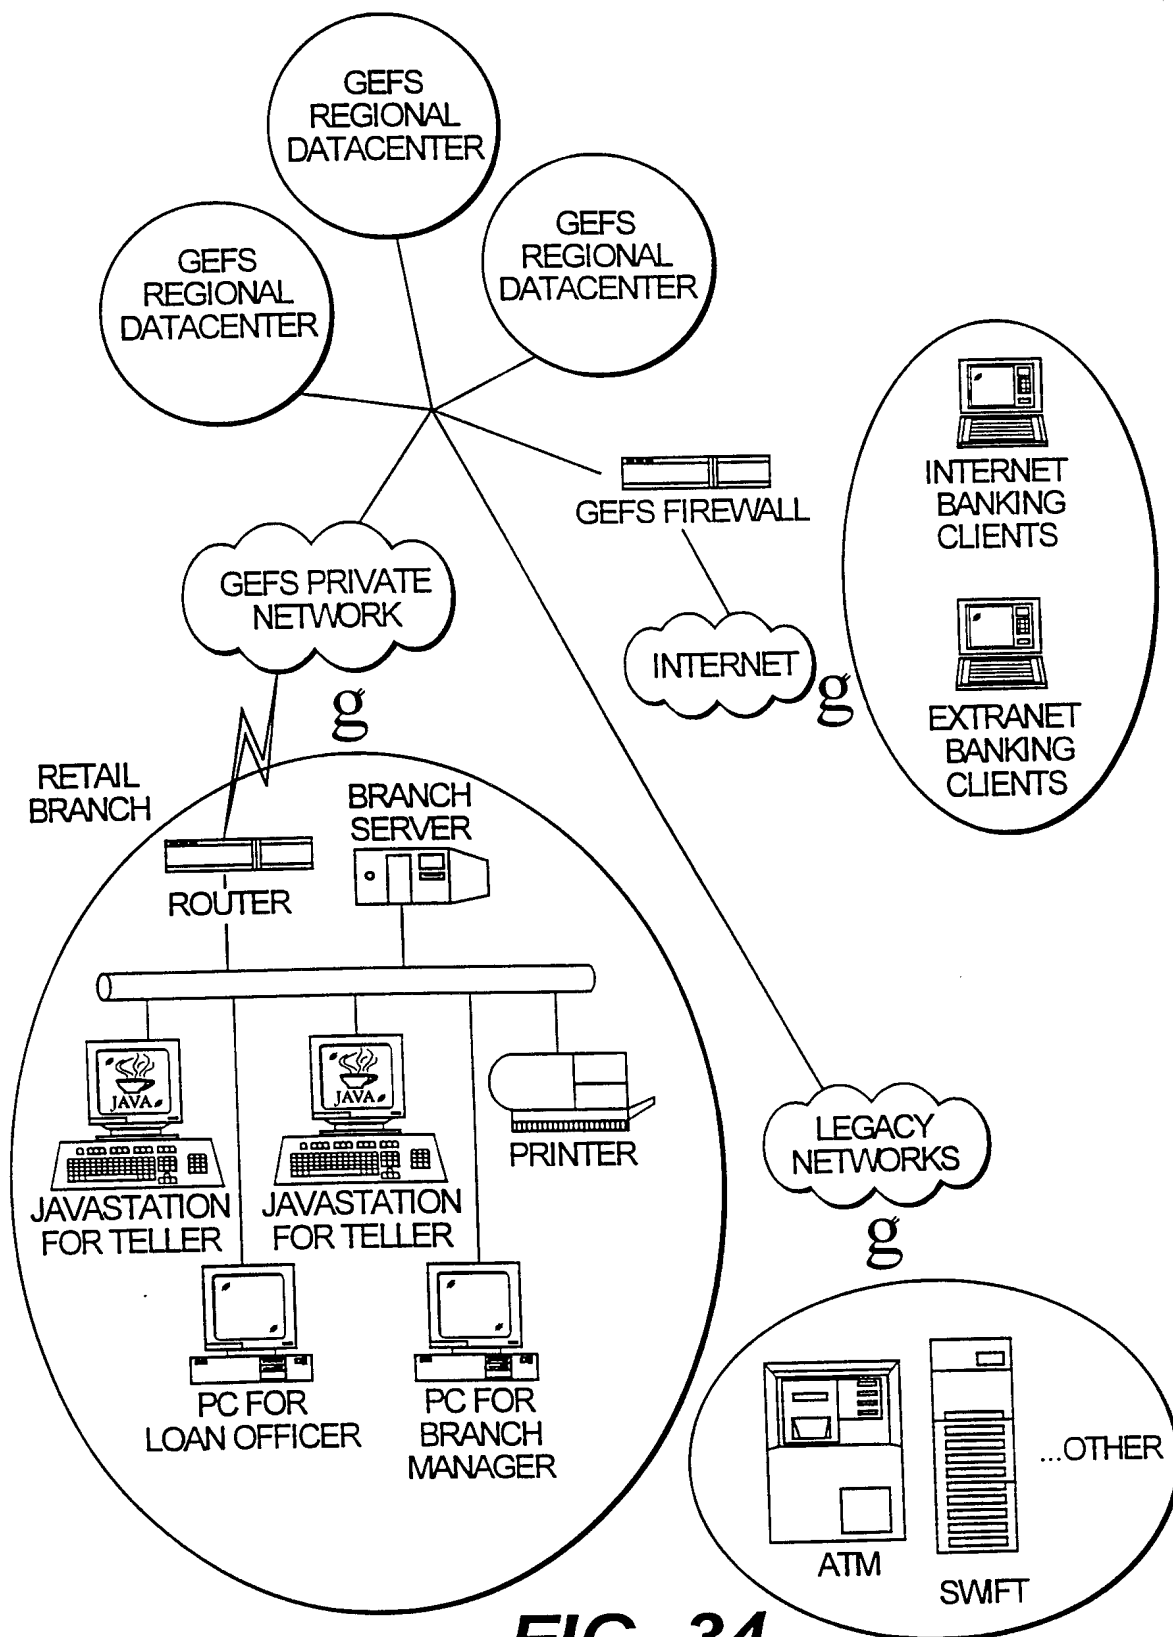 GEFS
REGIONAL
DATACENTER
GEFS
REGIONAL
DATACENTER
GEFS
REGIONAL
DATACENTER
INTERNET
BANKING
CLIENTS
GEFS FIREWALL
GEFS PRIVATE
NETWORK
INTERNET
g
EXTRANET
BANKING
CLIENTS
g
RETAIL
BRANCH
BRANCH
SERVER
ROUTER
JAVA
JAVA
PRINTER
JAVASTATION
FOR TELLER
JAVASTATION
FOR TELLER
LEGACY
NETWORKS
g
PC FOR
LOAN OFFICER
PC FOR
BRANCH
MANAGER
...OTHER
ATM
SWIFT
FIG. 34